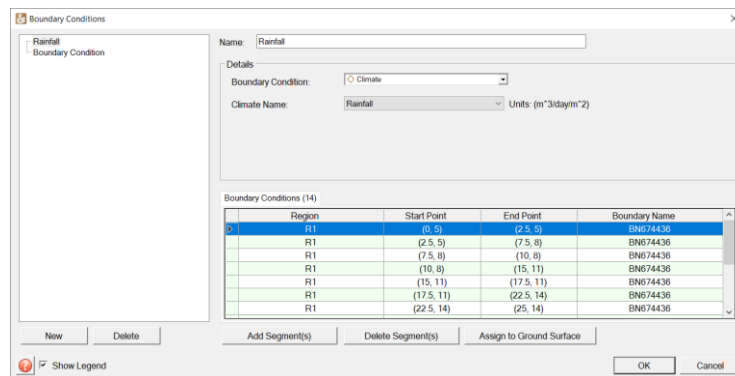 Boundary Conditions
Rainfall
Boundary Condition
Name: Rainfall
Details
Boundary Condition: Climate
Climate Name: Rainfall Units: (m^3/day/m^2)
Boundary Conditions (14)
Region Start Point End Point Boundary Name
R1 (0, 5) (2.5, 5) BN674436
R1 (2.5, 5) (7.5, 8) BN674436
R1 (7.5, 8) (10, 8) BN674436
R1 (10, 8) (15, 11) BN674436
R1 (15, 11) (17.5, 11) BN674436
R1 (17.5, 11) (22.5, 14) BN674436
R1 (22.5, 14) (25, 14) BN674436
New Delete Add Segment(s) Delete Segment(s) Assign to Ground Surface
Show Legend OK Cancel